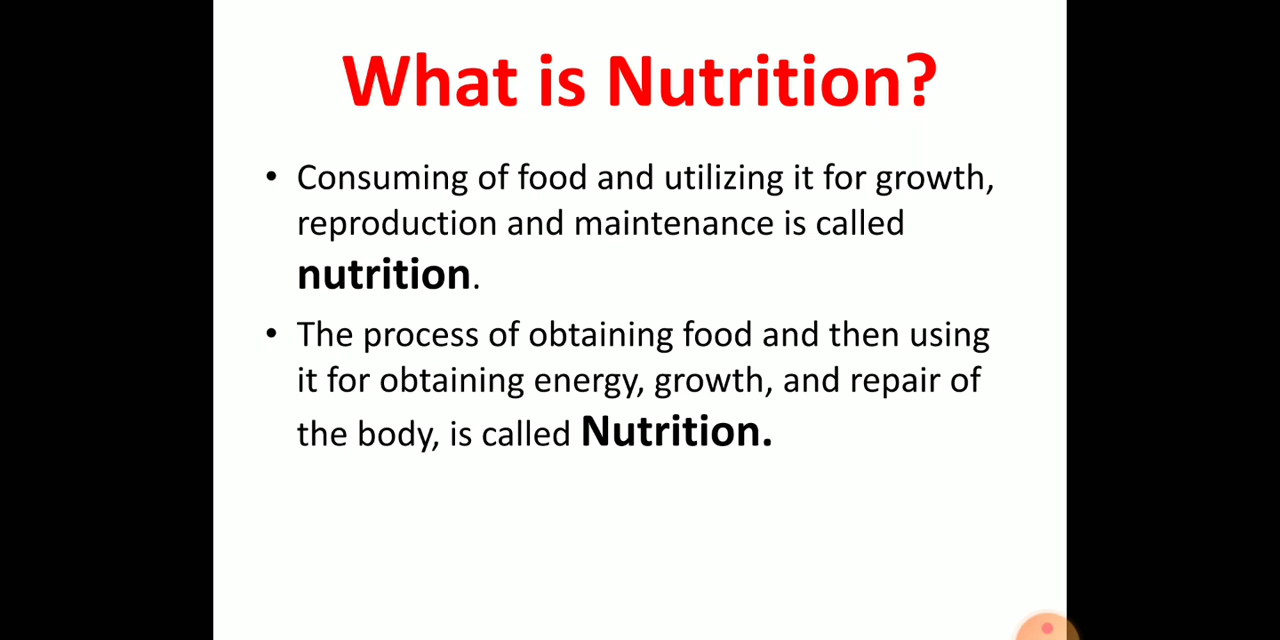 What is Nutrition?
• Consuming of food and utilizing it for growth,
reproduction and maintenance is called
nutrition.
• The process of obtaining food and then using
it for obtaining energy, growth, and repair of
the body, is called Nutrition.